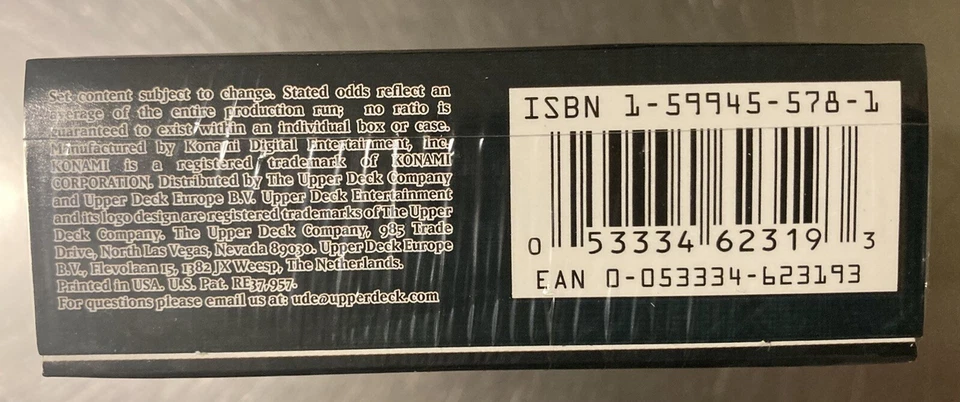 Set content subject to change. Stated odds reflect an
average of the entire production run; no ratio is
guaranteed to exist within an individual box or case.
Manufactured by Konami Digital Entertainment, Inc.
KONAMI is a registered trademark of KONAMI
CORPORATION. Distributed by The Upper Deck Company
and Upper Deck Europe B.V. Upper Deck Entertainment
and its logo design are registered trademarks of The Upper
Deck Company. The Upper Deck Company, 985 Trade
Drive, North Las Vegas, Nevada 89030. Upper Deck Europe
B.V., Flevolaan 15, 1382 JX Weesp, The Netherlands.
Printed in USA. U.S. Pat. RE37,957.
For questions please email us at: ude@upperdeck.com
ISBN 1-59945-578-1
0 53334 62319 3
EAN 0-053334-623193